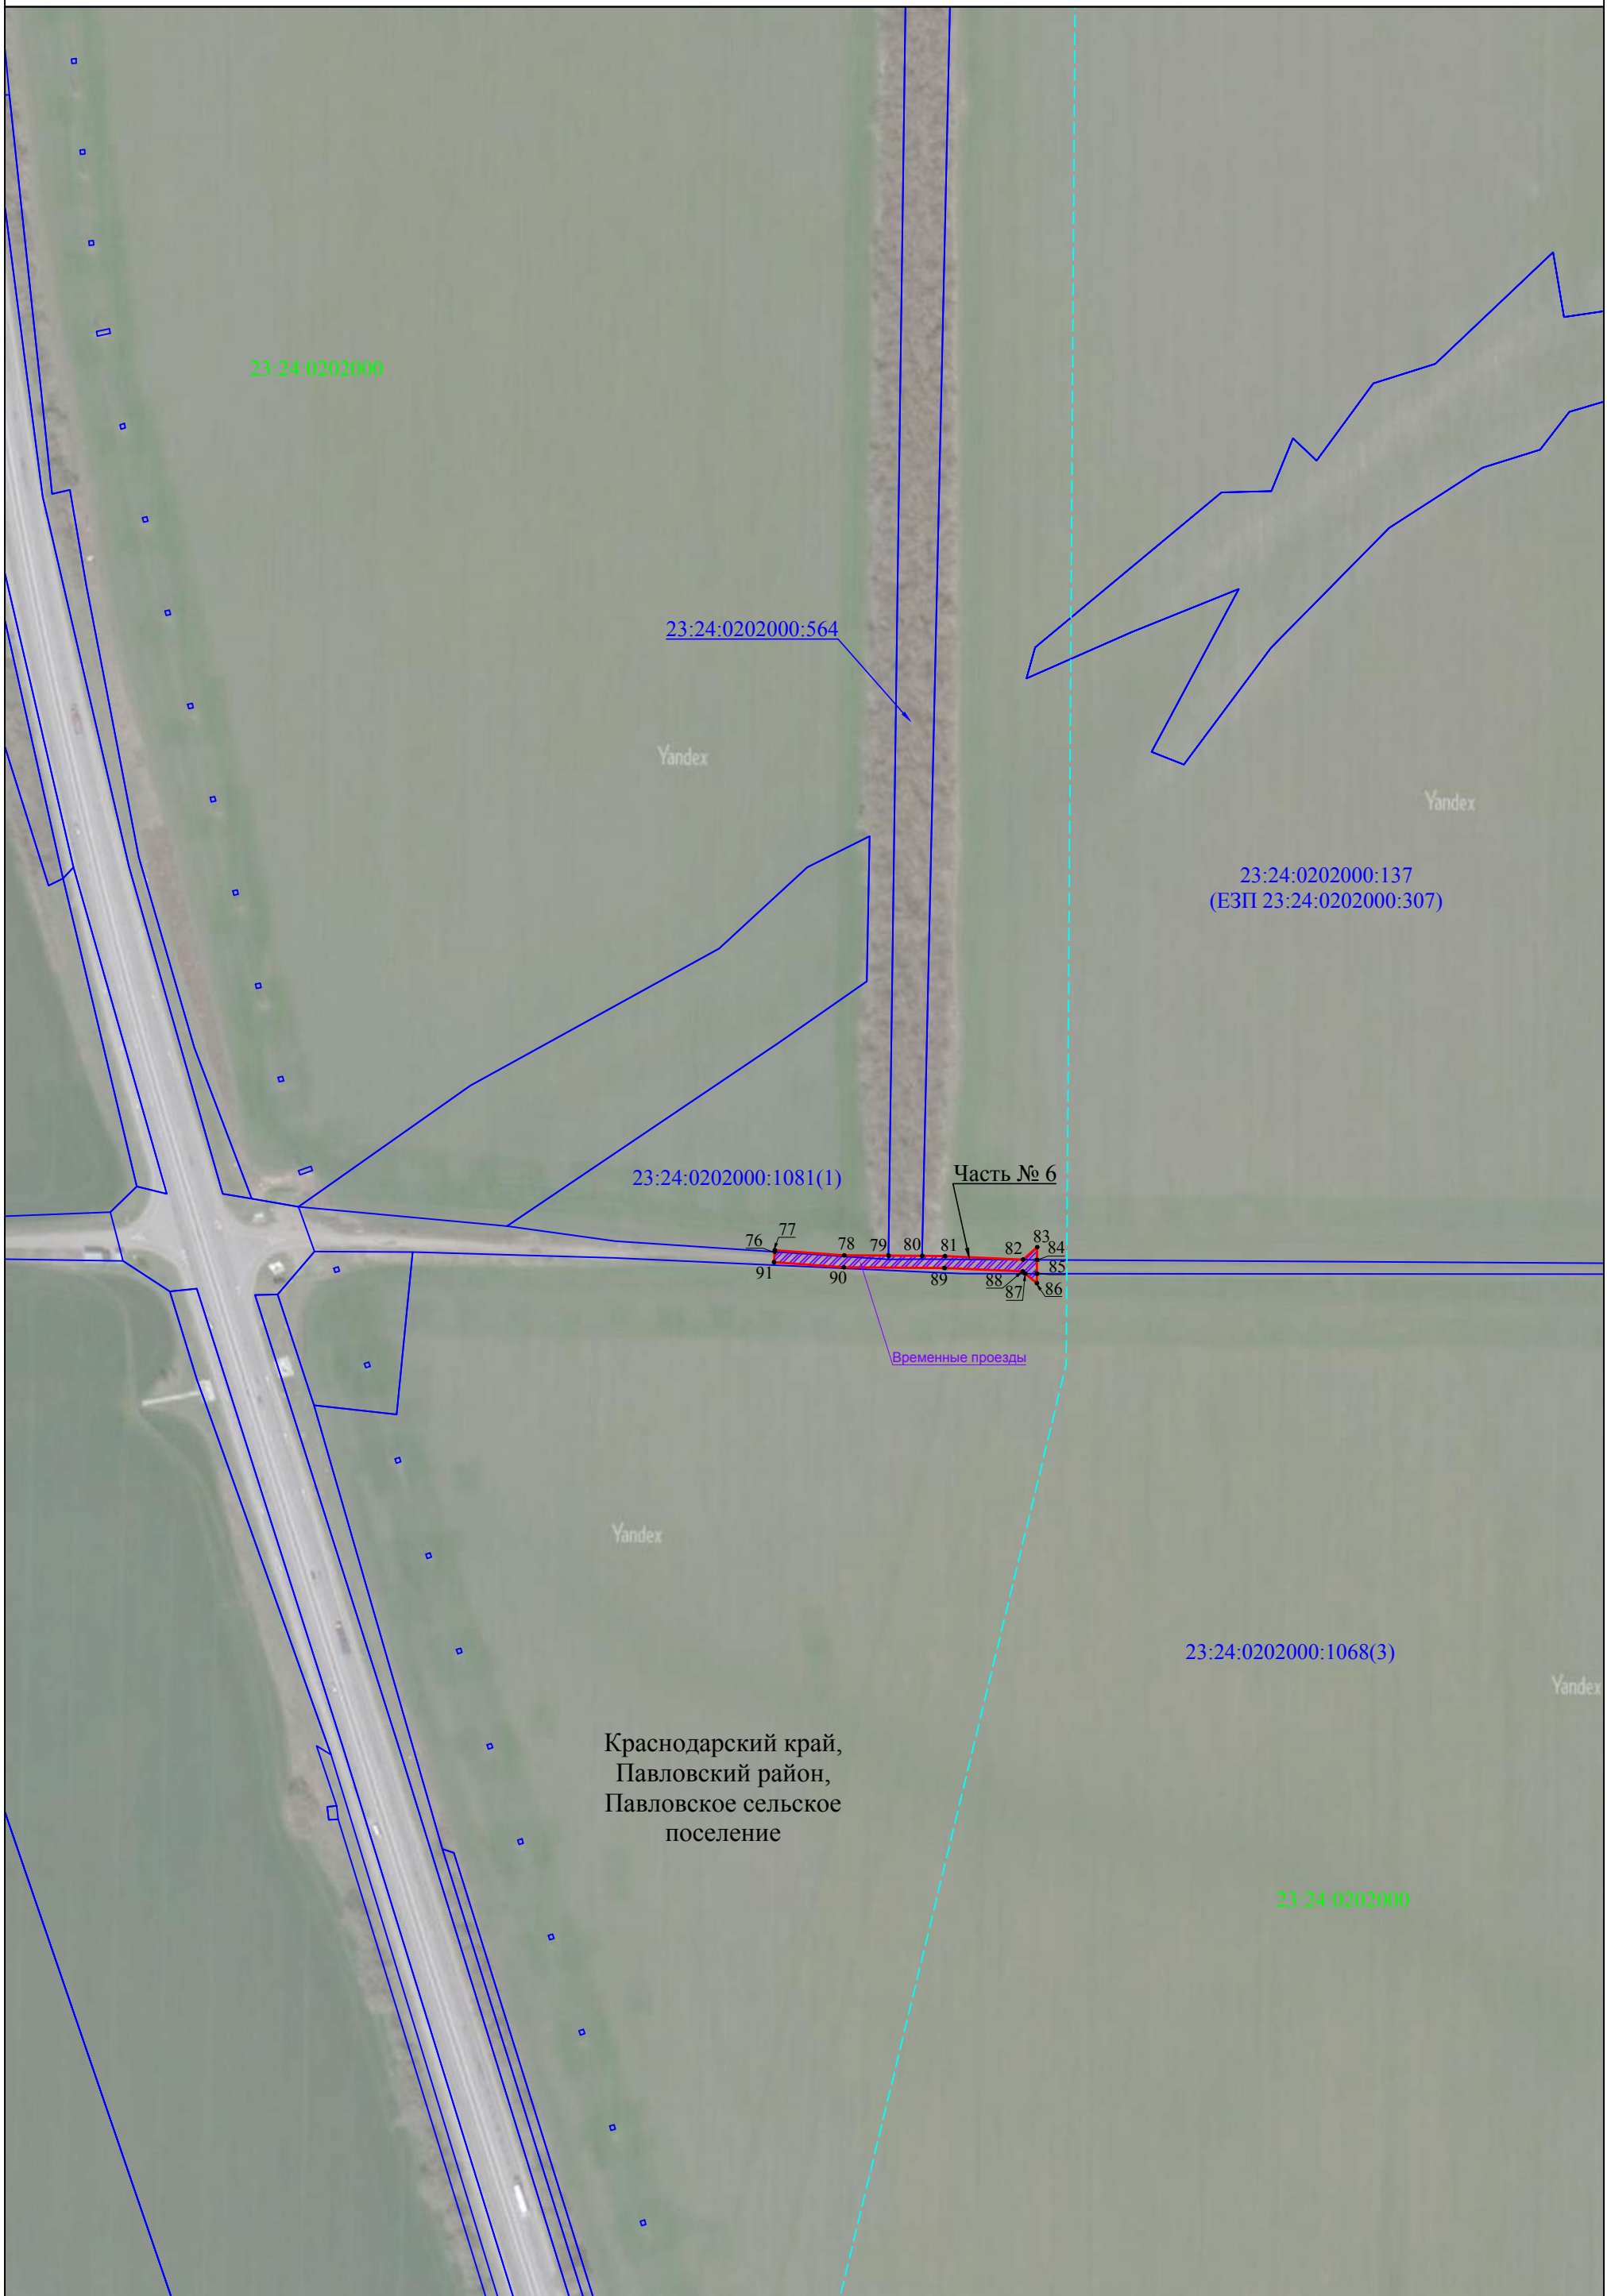 23:24:0202000
23:24:0202000:564
Yandex
Yandex
23:24:0202000:137
(ЕЗП 23:24:0202000:307)
23:24:0202000:1081(1)
Часть № 6
76
77
78
79
80
81
82
83
84
85
86
87
88
89
90
91
Временные проезды
Yandex
23:24:0202000:1068(3)
Yandex
Краснодарский край,
Павловский район,
Павловское сельское
поселение
23:24:0202000